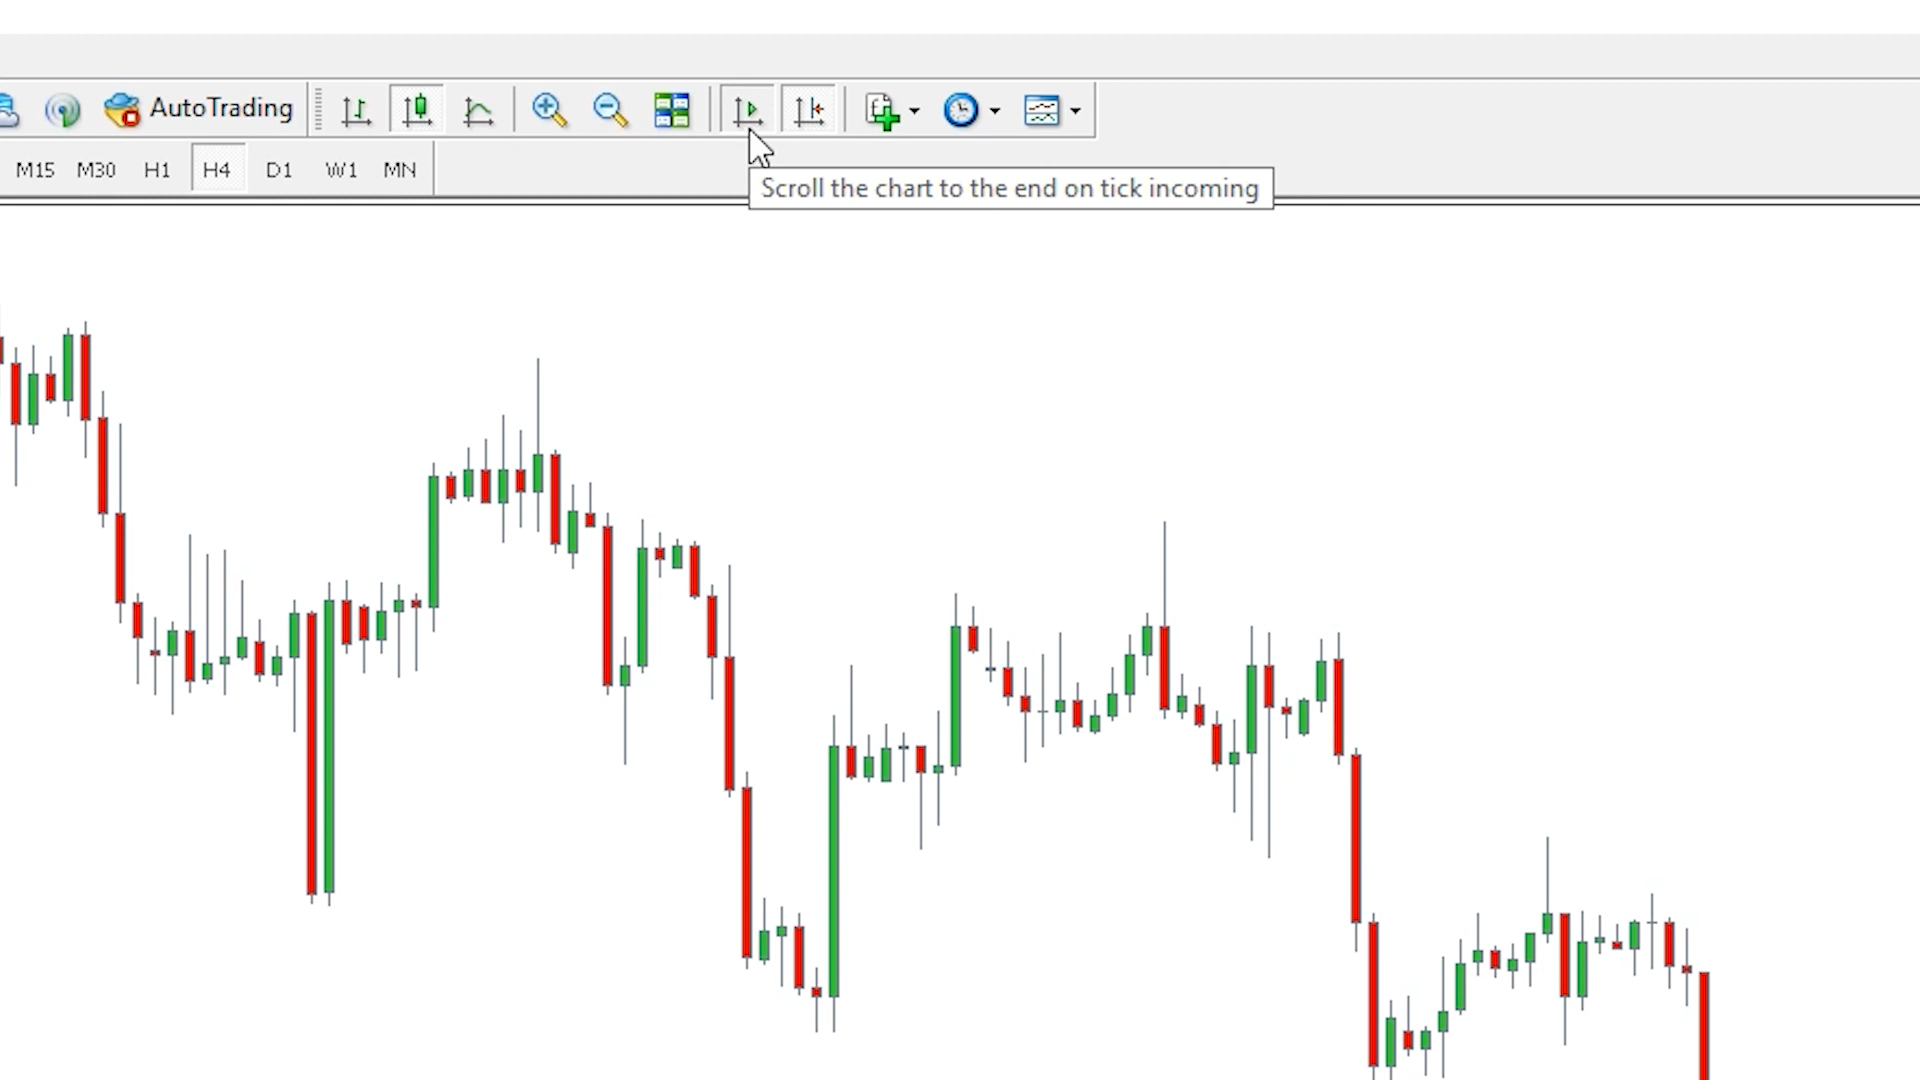 AutoTrading
M15 M30 H1 H4 D1 W1 MN
Scroll the chart to the end on tick incoming